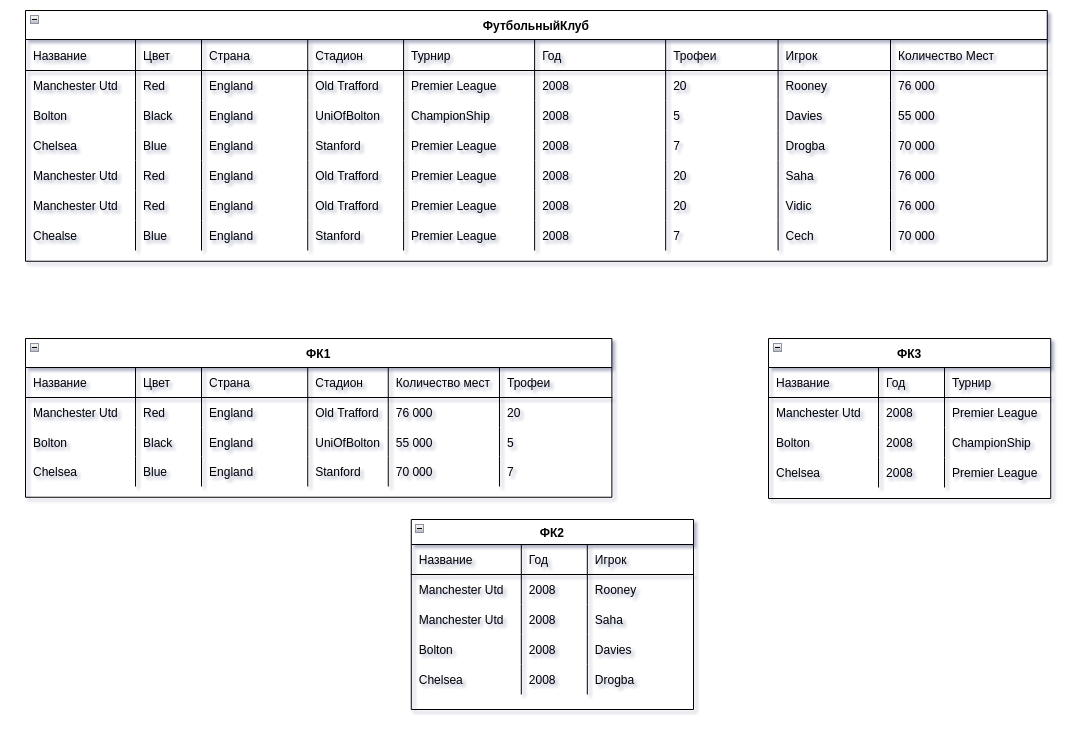 ФутбольныйКлуб
Название Цвет Страна Стадион Турнир Год Трофеи Игрок Количество Мест
Manchester Utd Red England Old Trafford Premier League 2008 20 Rooney 76 000
Bolton Black England UniOfBolton ChampionShip 2008 5 Davies 55 000
Chelsea Blue England Stanford Premier League 2008 7 Drogba 70 000
Manchester Utd Red England Old Trafford Premier League 2008 20 Saha 76 000
Manchester Utd Red England Old Trafford Premier League 2008 20 Vidic 76 000
Chealse Blue England Stanford Premier League 2008 7 Cech 70 000
ФК1
Название Цвет Страна Стадион Количество мест Трофеи
Manchester Utd Red England Old Trafford 76 000 20
Bolton Black England UniOfBolton 55 000 5
Chelsea Blue England Stanford 70 000 7
ФК3
Название Год Турнир
Manchester Utd 2008 Premier League
Bolton 2008 ChampionShip
Chelsea 2008 Premier League
ФК2
Название Год Игрок
Manchester Utd 2008 Rooney
Manchester Utd 2008 Saha
Bolton 2008 Davies
Chelsea 2008 Drogba